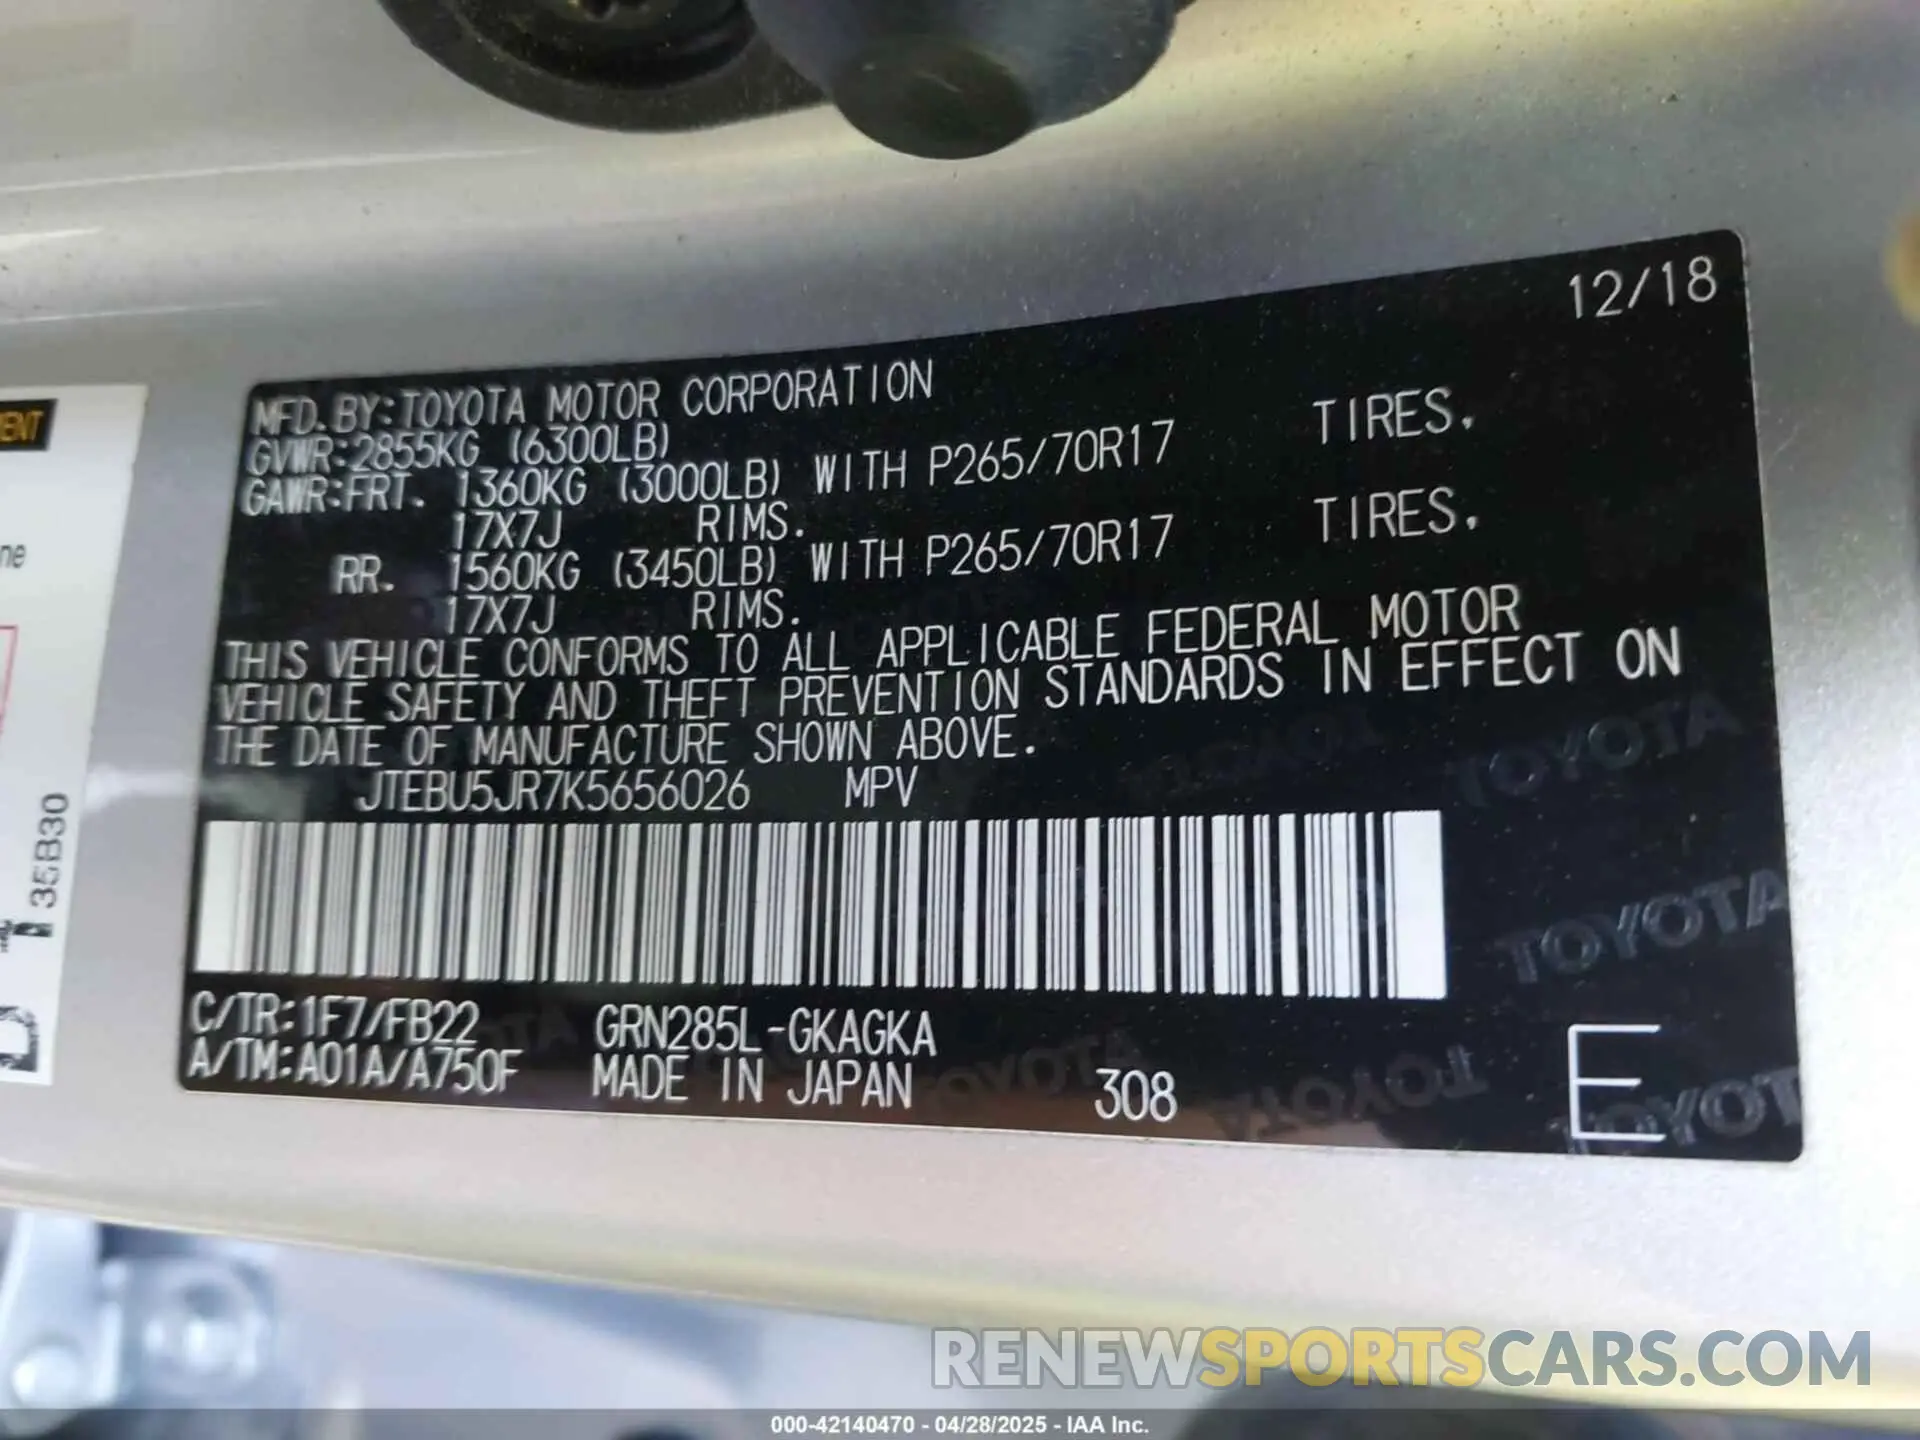 12/18
MFD. BY: TOYOTA MOTOR CORPORATION
GVWR: 2855KG (6300LB)
GAWR: FRT. 1360KG (3000LB) WITH P265/70R17 TIRES,
17X7J RIMS.
RR. 1560KG (3450LB) WITH P265/70R17 TIRES,
17X7J RIMS.
THIS VEHICLE CONFORMS TO ALL APPLICABLE FEDERAL MOTOR
VEHICLE SAFETY AND THEFT PREVENTION STANDARDS IN EFFECT ON
THE DATE OF MANUFACTURE SHOWN ABOVE.
JTEBU5JR7K5656026 MPV
C/TR: 1F7/FB22 GRN285L-GKAGKA
A/TM: A01A/A750F MADE IN JAPAN 308 E
TOYOTA
TOYOTA
35B30
RENEWSPORTSCARS.COM
000-42140470 - 04/28/2025 - IAA Inc.